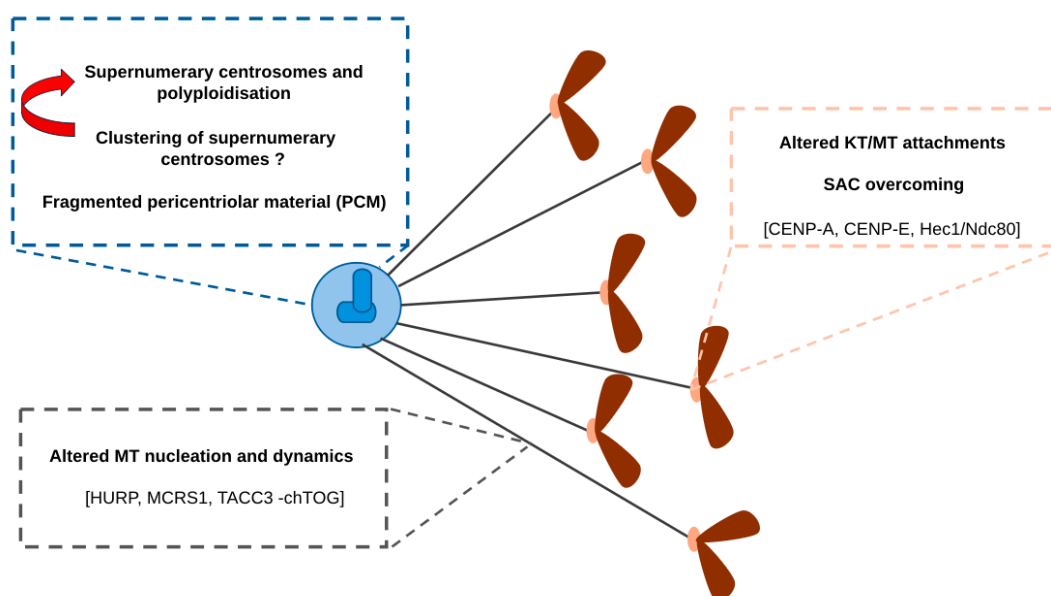 Supernumerary centrosomes and
polyploidisation
Clustering of supernumerary
centrosomes ?
Fragmented pericentriolar material (PCM)
Altered KT/MT attachments
SAC overcoming
[CENP-A, CENP-E, Hec1/Ndc80]
Altered MT nucleation and dynamics
[HURP, MCRS1, TACC3 -chTOG]